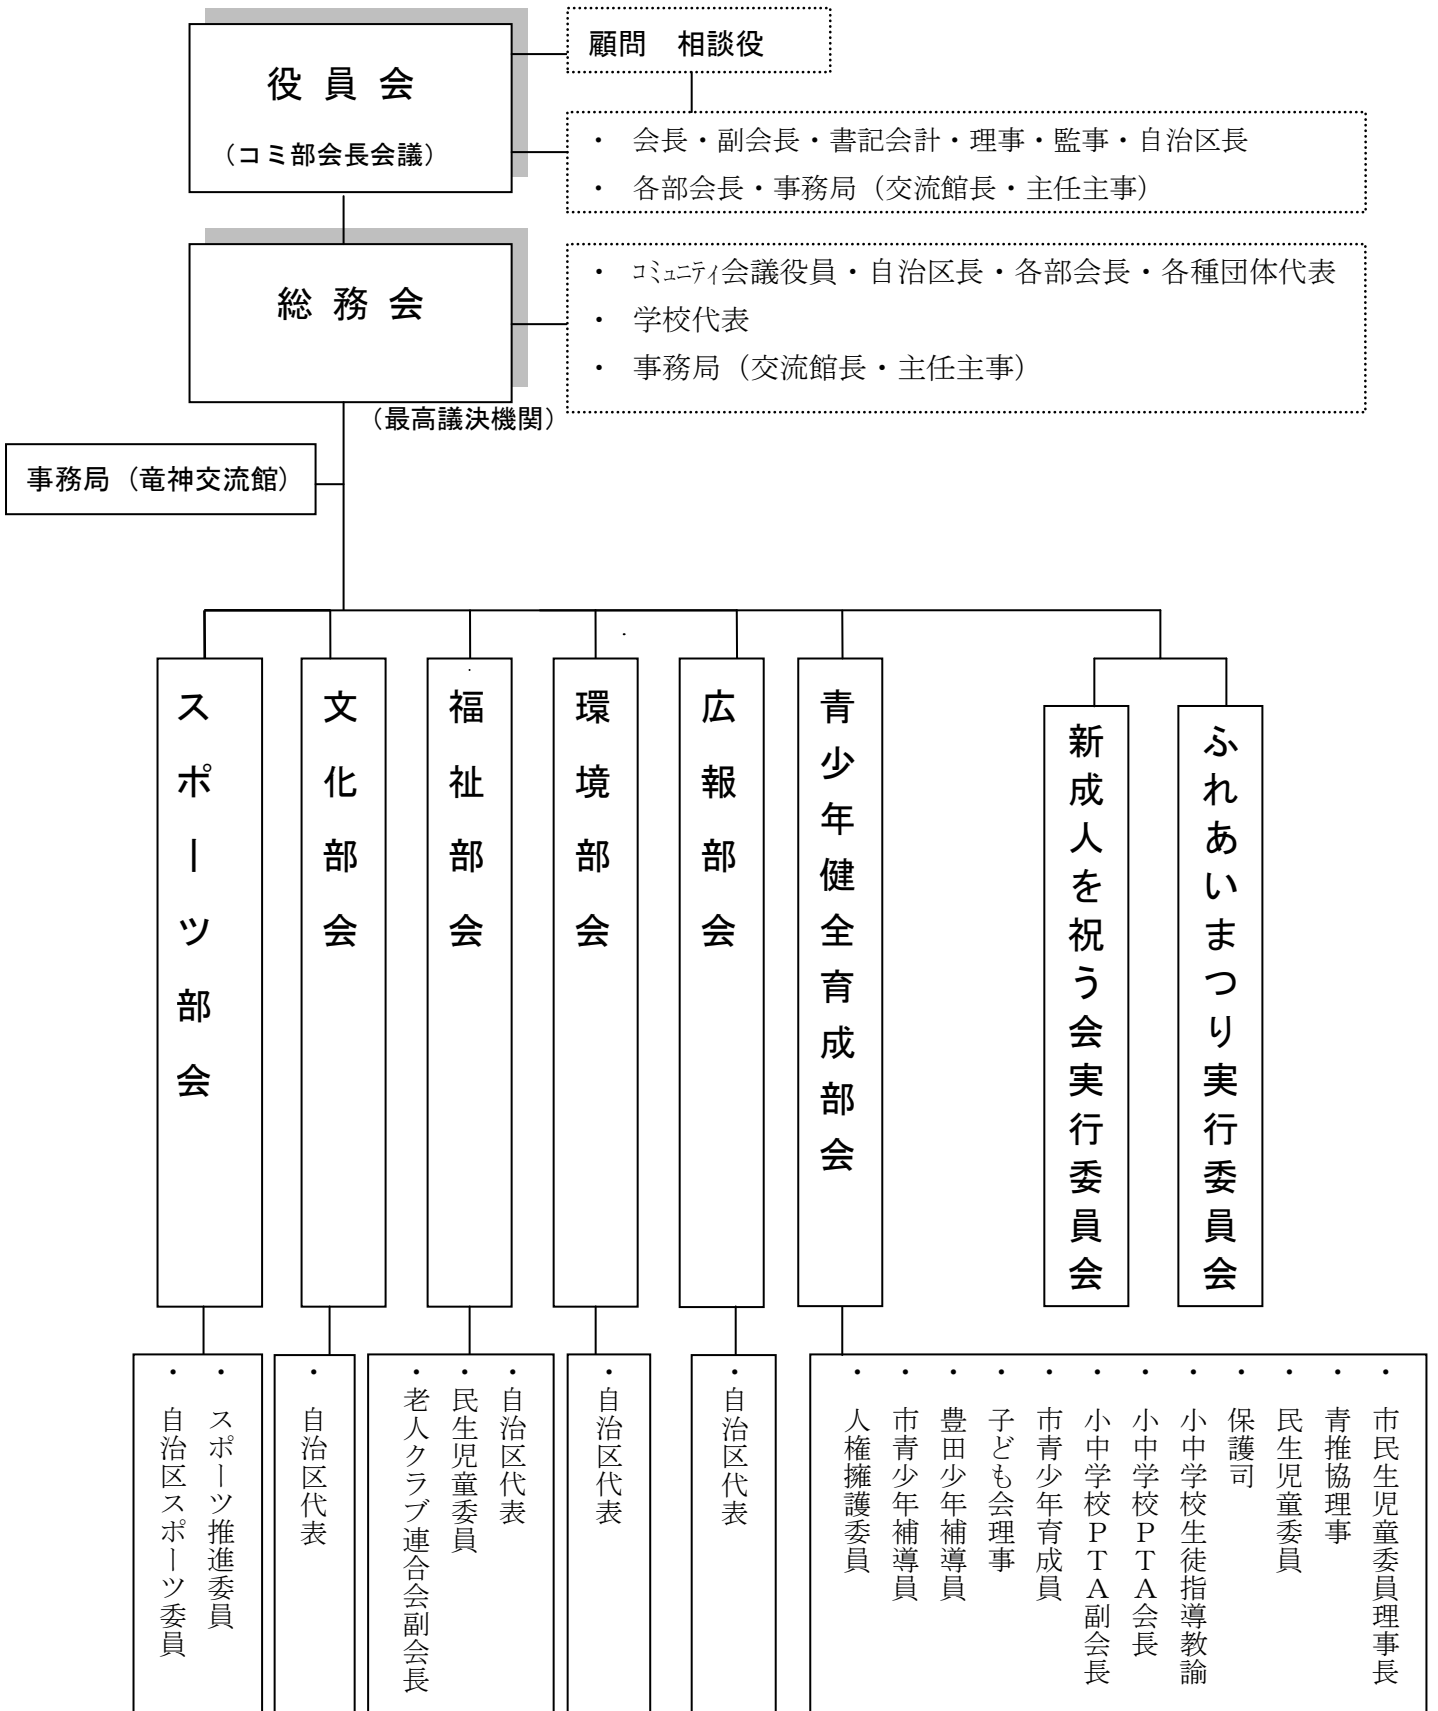 役員会
（コミ部会長会議）
顧問　相談役
・　会長・副会長・書記会計・理事・監事・自治区長
・　各部会長・事務局（交流館長・主任主事）
総務会
（最高議決機関）
・　コミュニティ会議役員・自治区長・各部会長・各種団体代表
・　学校代表
・　事務局（交流館長・主任主事）
事務局（竜神交流館）
スポーツ部会
文化部会
福祉部会
環境部会
広報部会
青少年健全育成部会
新成人を祝う会実行委員会
ふれあいまつり実行委員会
・　スポーツ推進委員
・　自治区スポーツ委員
・　自治区代表
・　自治区代表
・　民生児童委員
・　老人クラブ連合会副会長
・　自治区代表
・　自治区代表
・　市民生児童委員理事長
・　青推協理事
・　民生児童委員
・　保護司
・　小中学校生徒指導教諭
・　小中学校ＰＴＡ会長
・　小中学校ＰＴＡ副会長
・　市青少年育成員
・　子ども会理事
・　豊田少年補導員
・　市青少年補導員
・　人権擁護委員